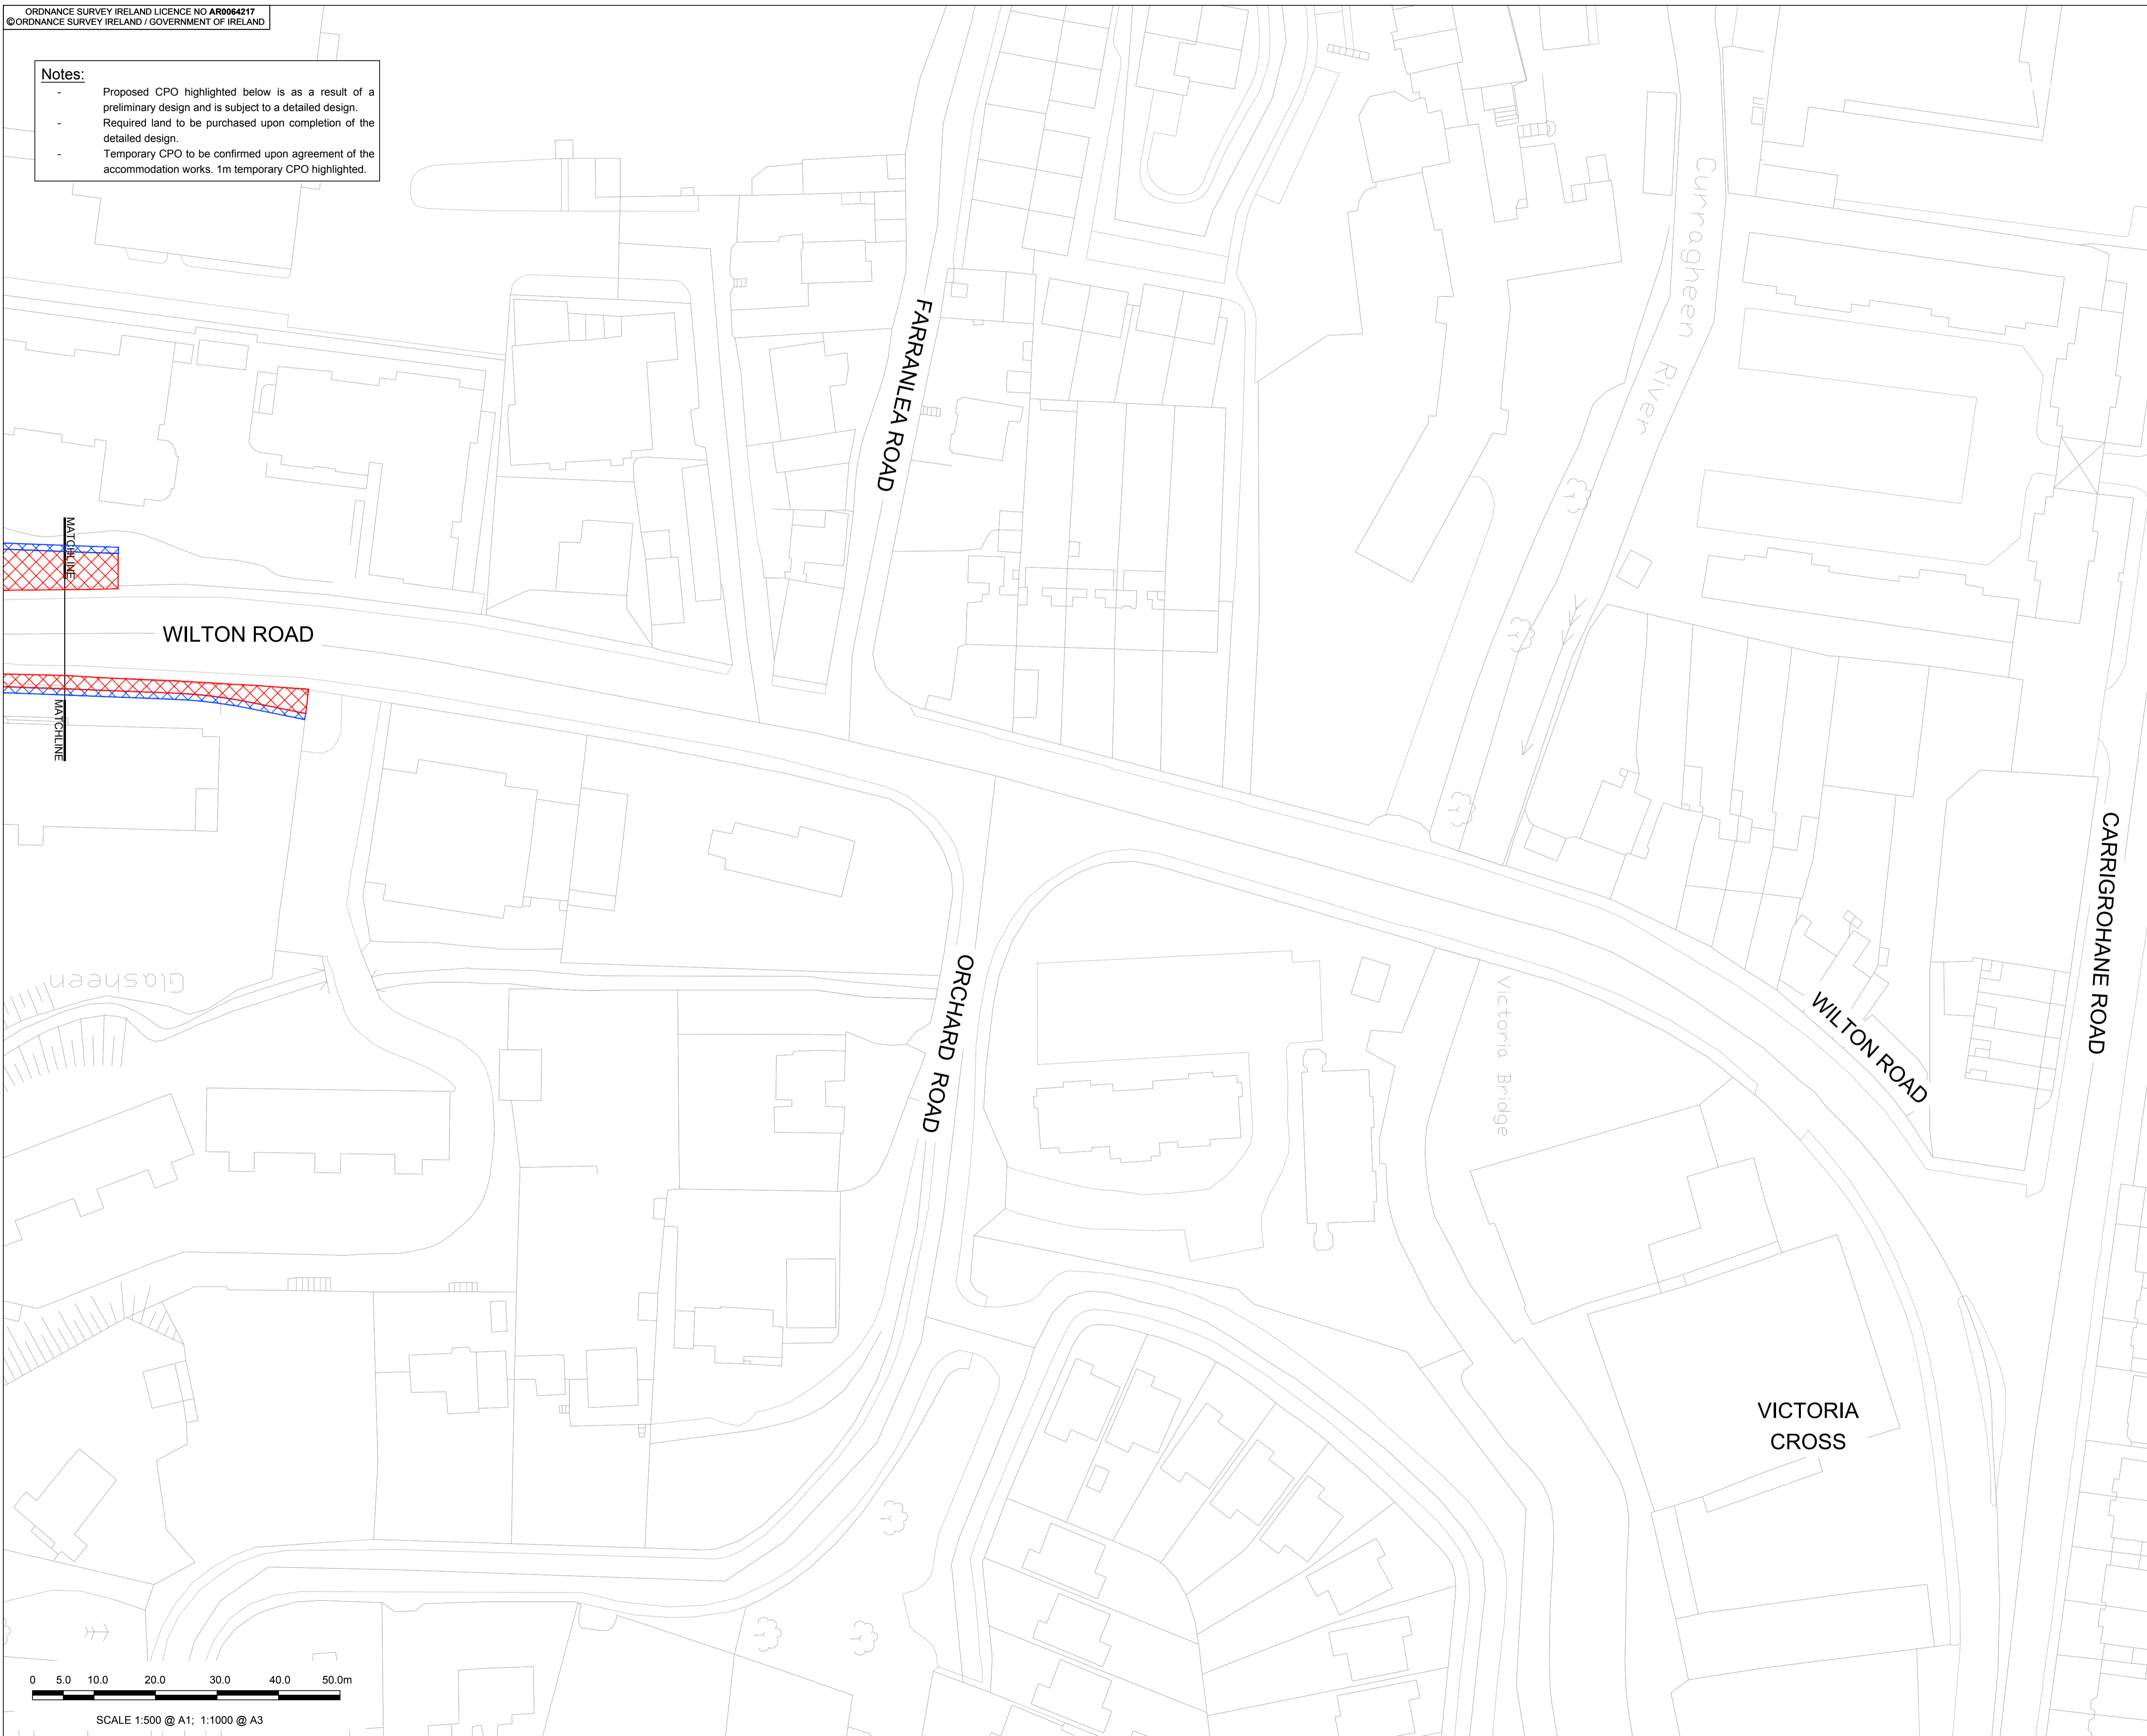 ORDNANCE SURVEY IRELAND LICENCE NO AR0064217
©ORDNANCE SURVEY IRELAND / GOVERNMENT OF IRELAND
Notes:
- Proposed CPO highlighted below is as a result of a
preliminary design and is subject to a detailed design.
- Required land to be purchased upon completion of the
detailed design.
- Temporary CPO to be confirmed upon agreement of the
accommodation works. 1m temporary CPO highlighted.
Curragheen River
FARRANLEA ROAD
MATCHLINE
WILTON ROAD
MATCHLINE
CARRIGROHANE ROAD
Glasheen
ORCHARD ROAD
Victoria Bridge
WILTON ROAD
VICTORIA
CROSS
0 5.0 10.0 20.0 30.0 40.0 50.0m
SCALE 1:500 @ A1; 1:1000 @ A3